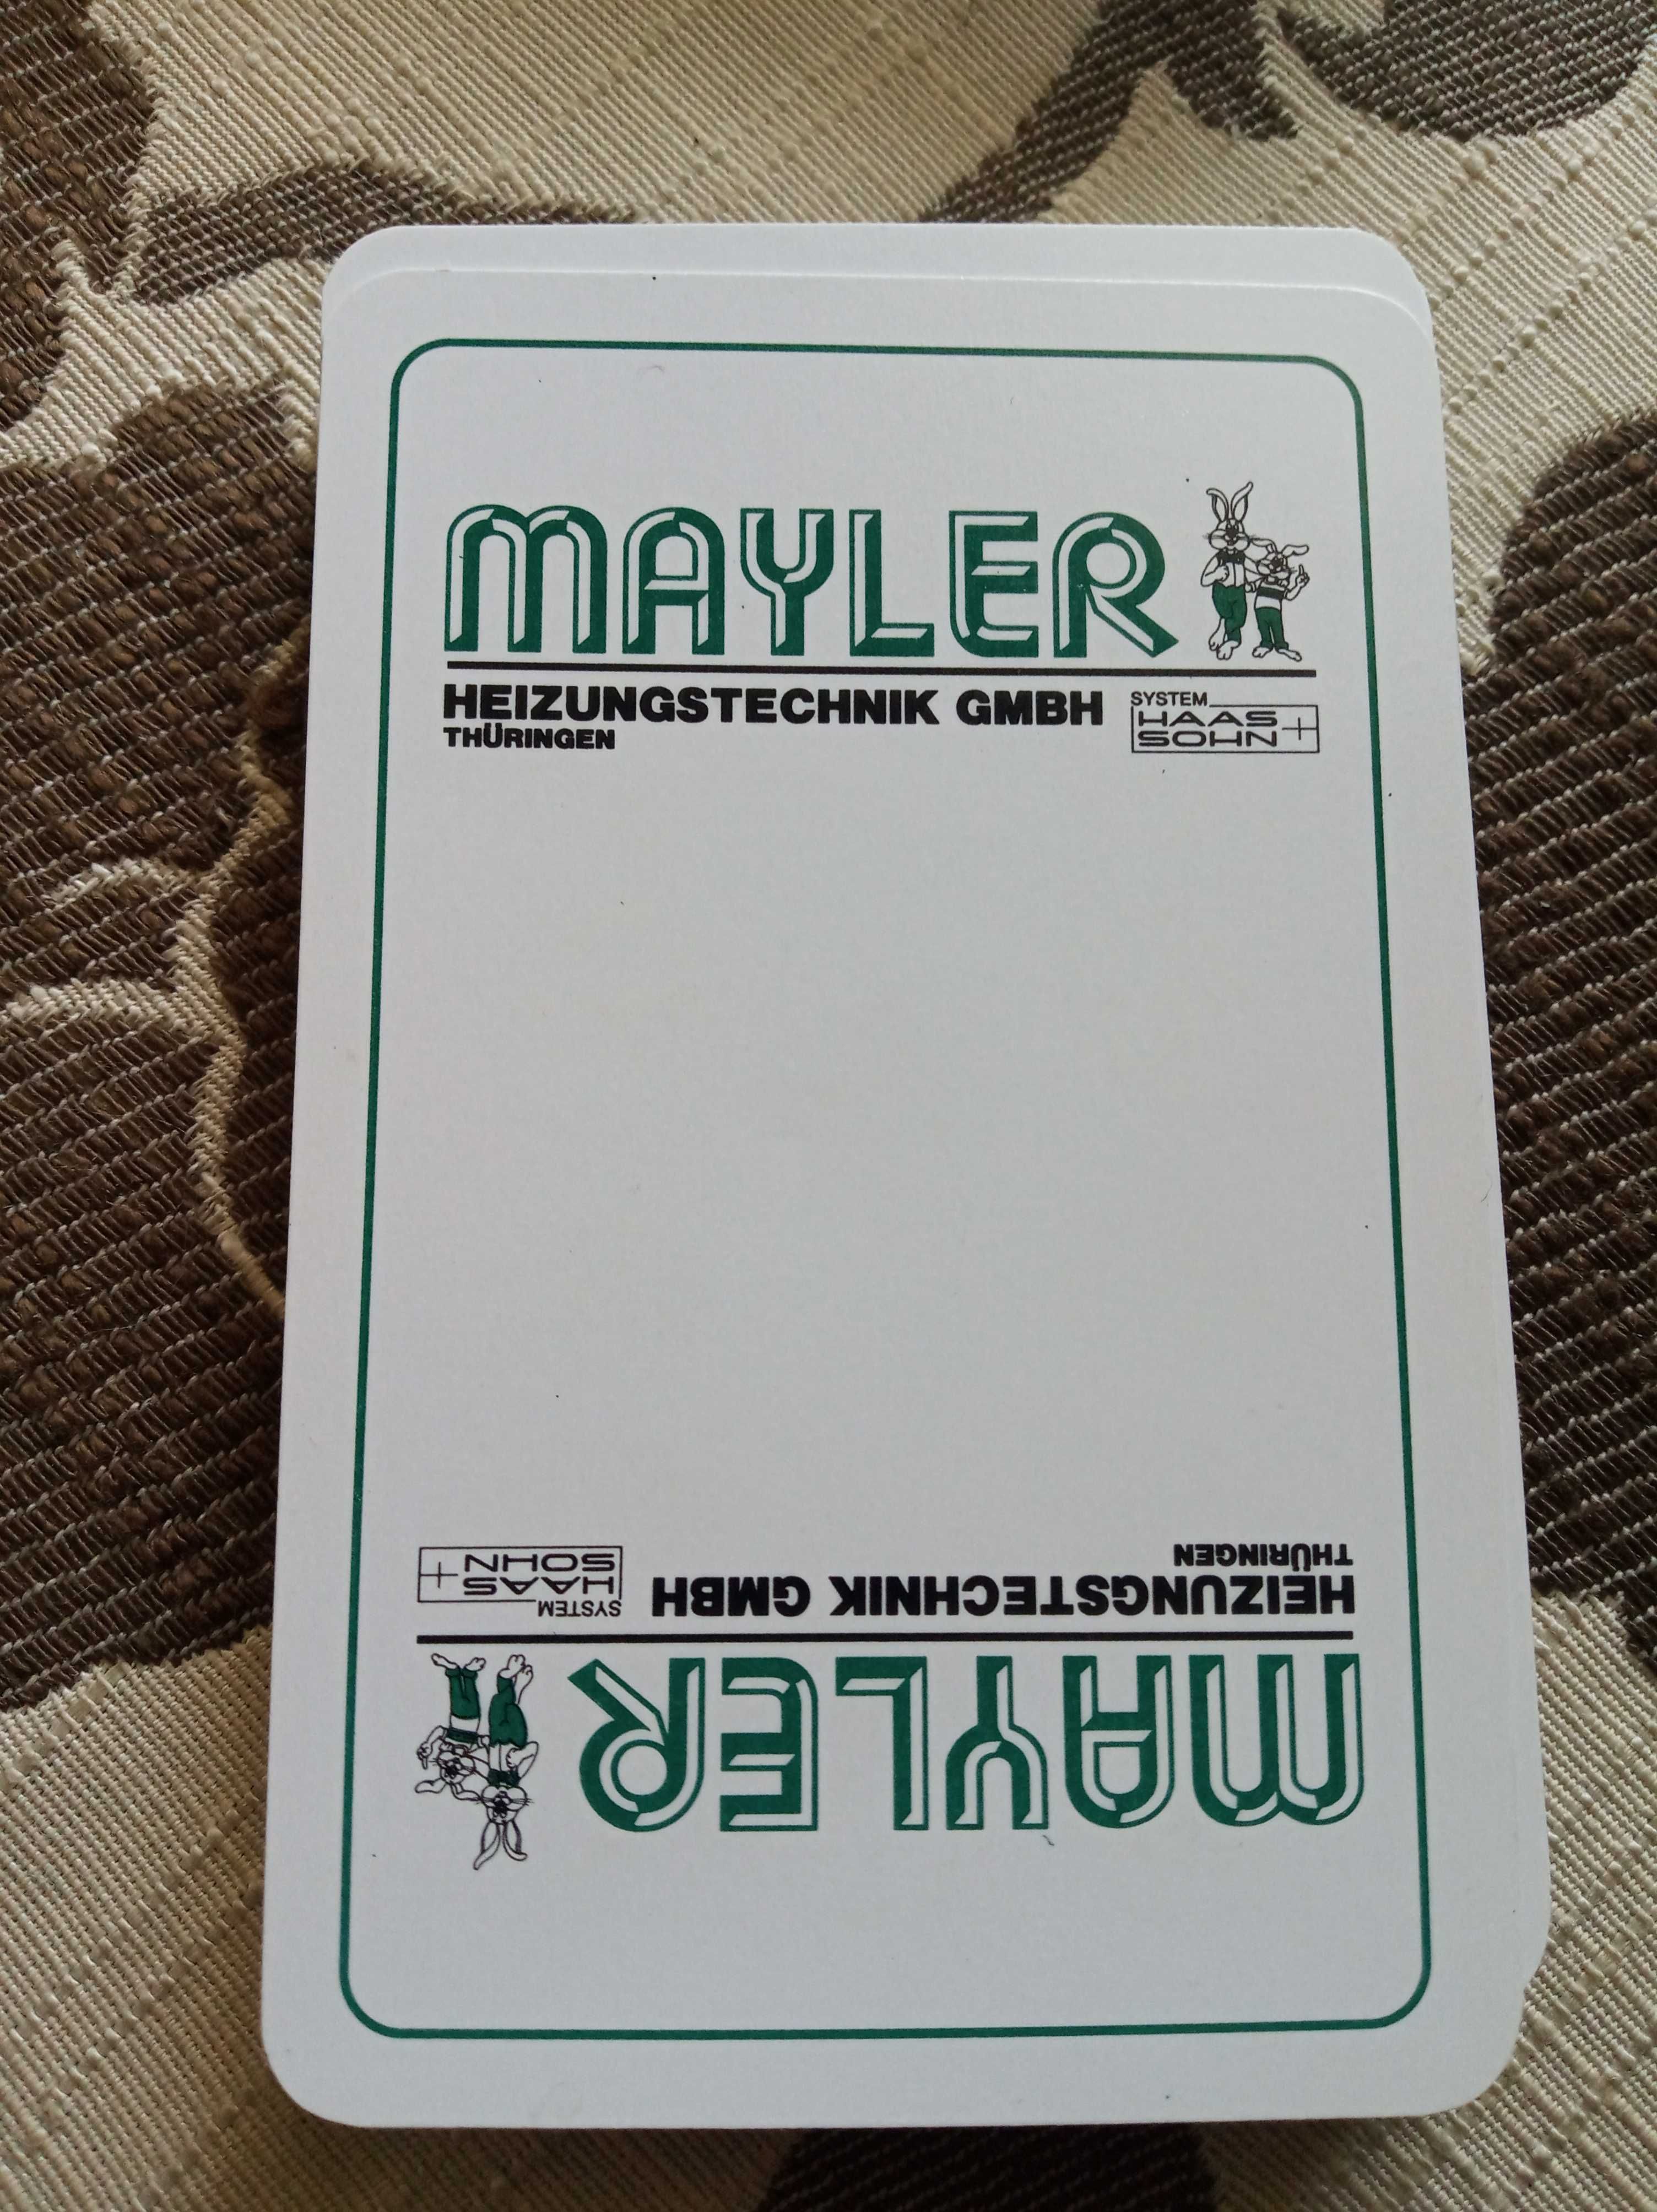 MAYLER
HEIZUNGSTECHNIK GMBH
THÜRINGEN
SYSTEM
HAAS
SOHN
MAYLER
HEIZUNGSTECHNIK GMBH
THÜRINGEN
SYSTEM
HAAS
SOHN